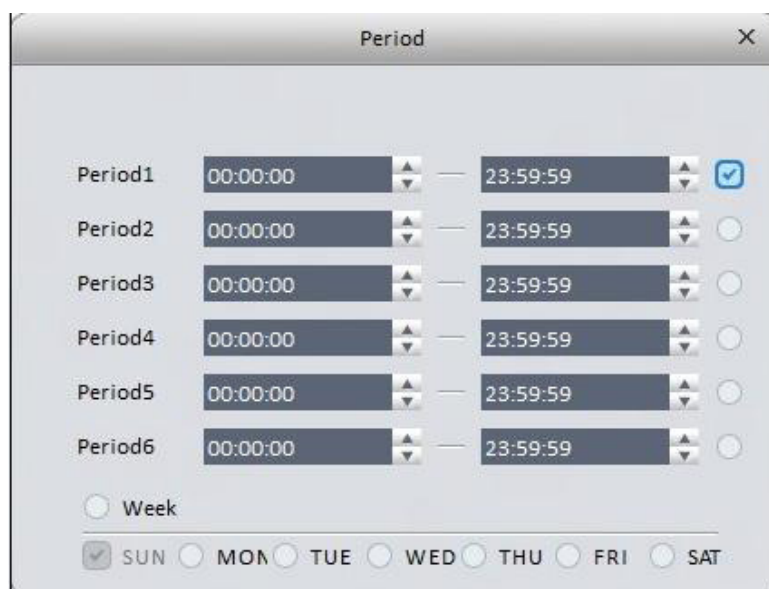 Period
Period1 00:00:00 — 23:59:59
Period2 00:00:00 — 23:59:59
Period3 00:00:00 — 23:59:59
Period4 00:00:00 — 23:59:59
Period5 00:00:00 — 23:59:59
Period6 00:00:00 — 23:59:59
Week
SUN MON TUE WED THU FRI SAT